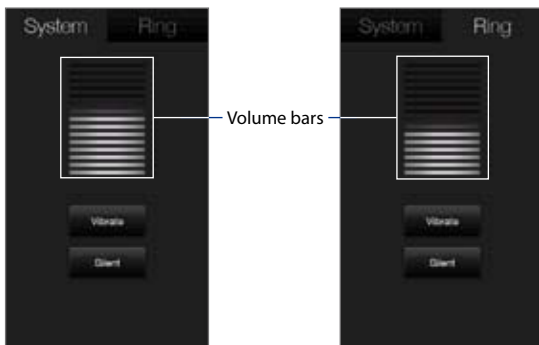 System Ring
System Ring
Volume bars
Vibrate
Silent
Vibrate
Silent